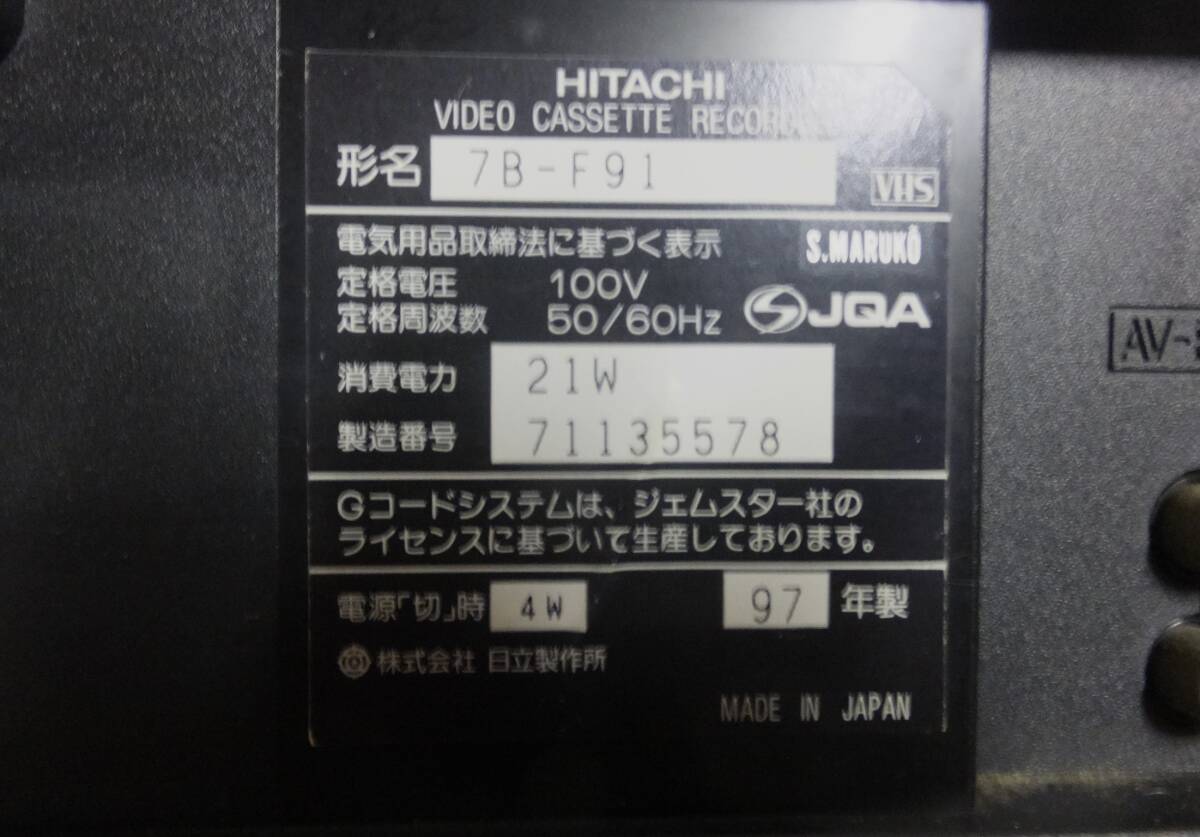 HITACHI
VIDEO CASSETTE
形名 7B-F91
VHS
電気用品取締法に基づく表示
S.MARUKŌ
定格電圧 100V
定格周波数 50/60Hz
JQA
消費電力 21W
製造番号 71135578
Gコードシステムは、ジェムスター社の
ライセンスに基づいて生産しております。
電源「切」時 4W 97 年製
株式会社 日立製作所
MADE IN JAPAN